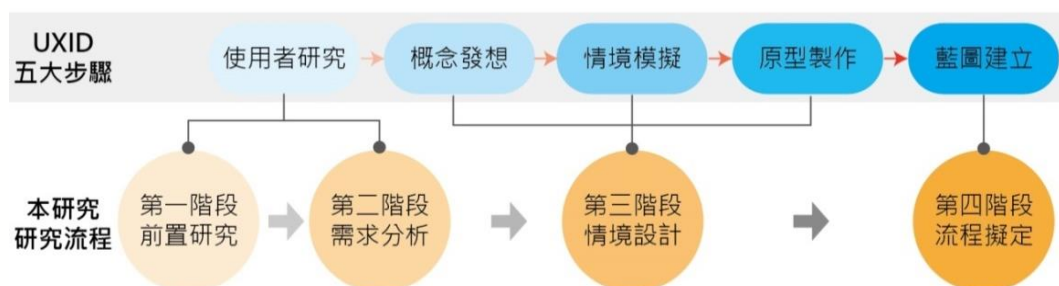 UXID
五大步驟
使用者研究
概念發想
情境模擬
原型製作
藍圖建立
本研究
研究流程
第一階段
前置研究
第二階段
需求分析
第三階段
情境設計
第四階段
流程擬定